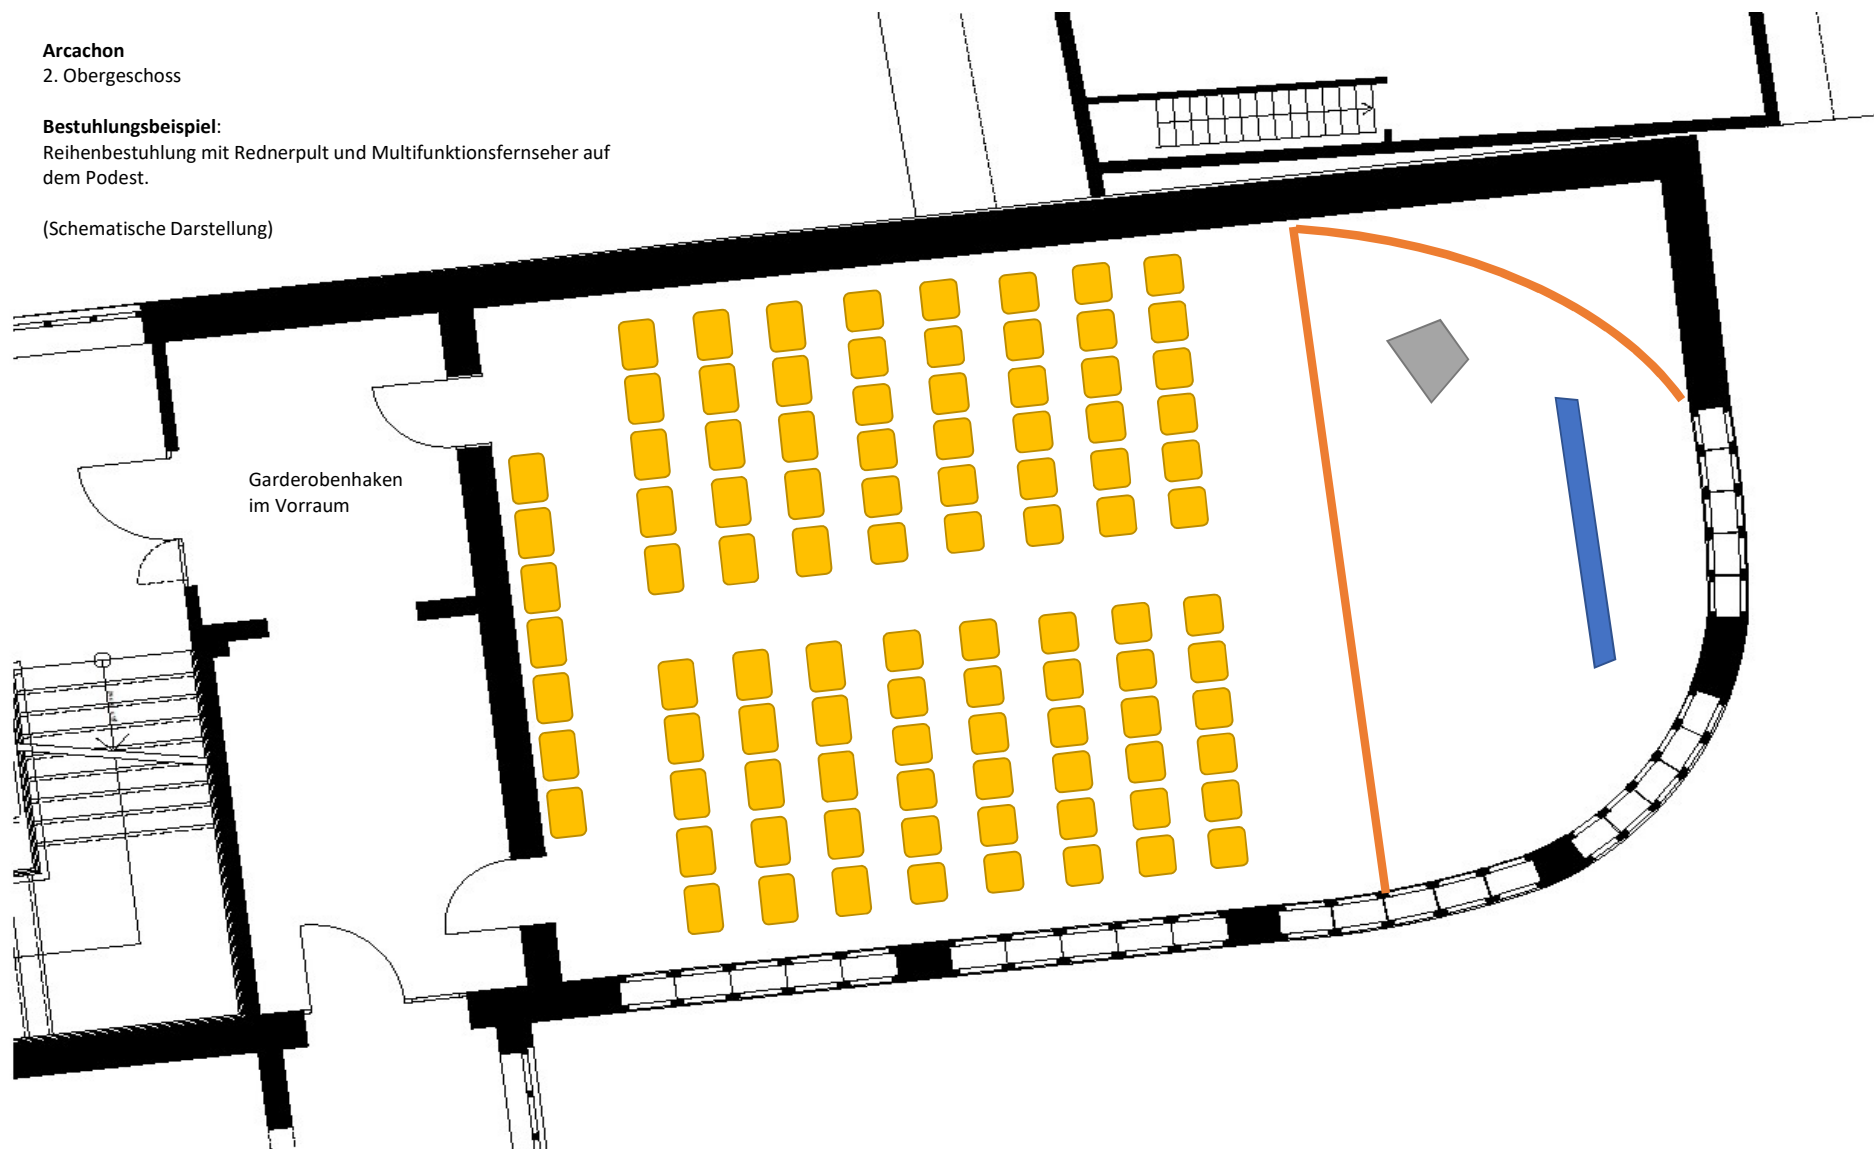 Arcachon
2. Obergeschoss
Bestuhlungsbeispiel:
Reihenbestuhlung mit Rednerpult und Multifunktionsfernseher auf
dem Podest.
(Schematische Darstellung)
Garderobenhaken
im Vorraum